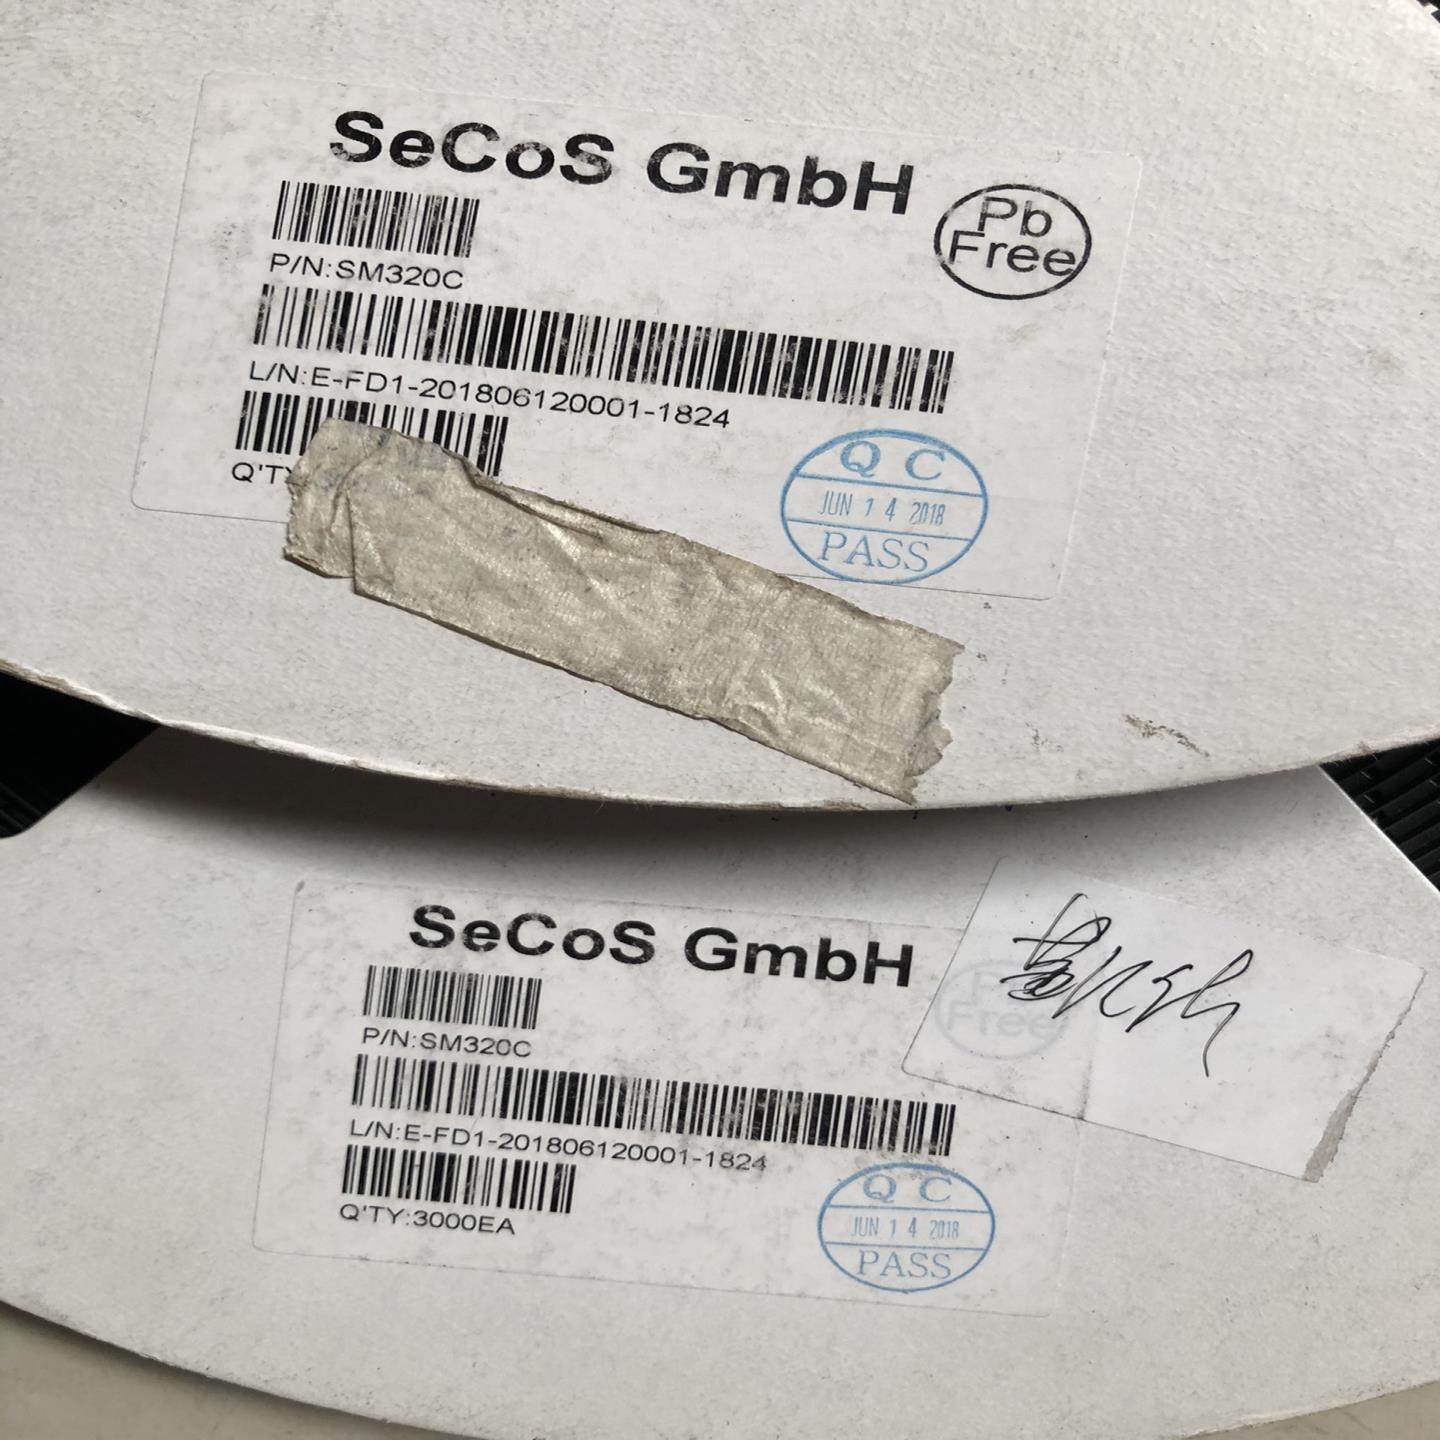 SeCoS GmbH
Pb
Free
P/N:SM320C
L/N:E-FD1-201806120001-1824
Q'TY
Q C
JUN 1 4 2018
PASS
SeCoS GmbH
Free
P/N:SM320C
L/N:E-FD1-201806120001-1824
Q'TY:3000EA
Q C
JUN 1 4 2018
PASS